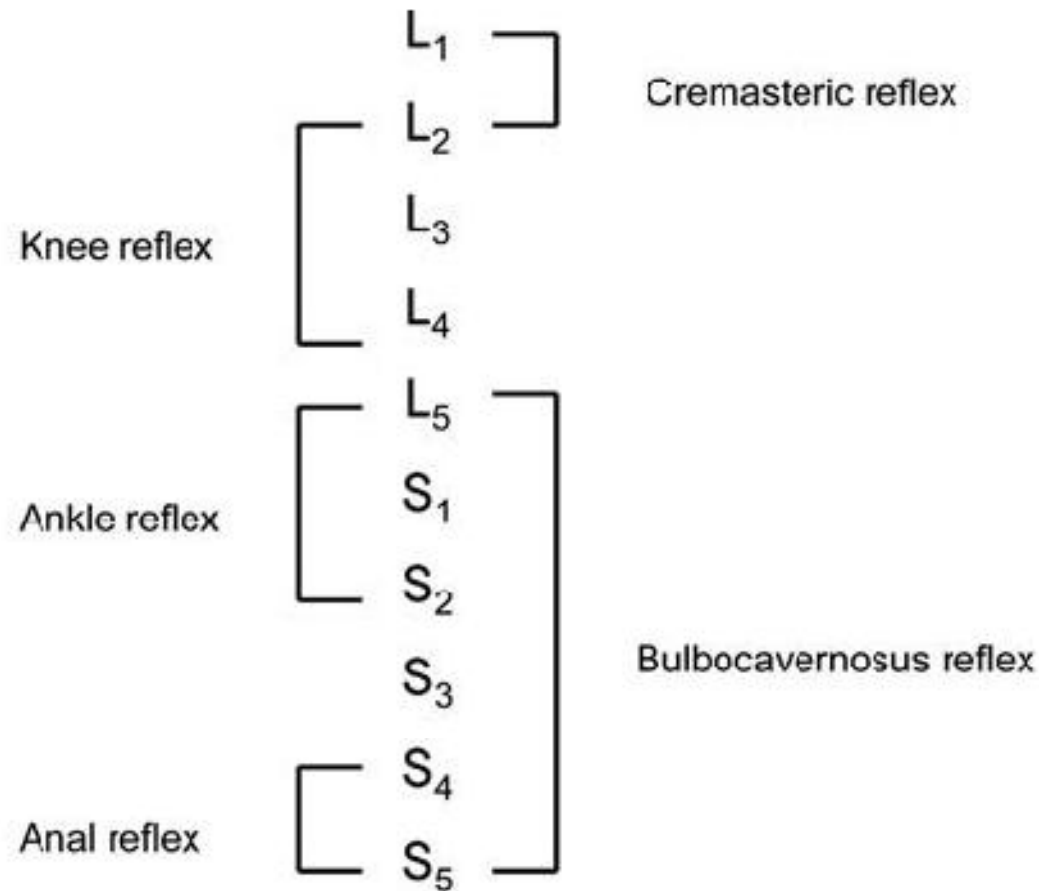 L₁
Cremasteric reflex
L₂
L₃
Knee reflex
L₄
L₅
S₁
Ankle reflex
S₂
Bulbocavernosus reflex
S₃
S₄
Anal reflex
S₅